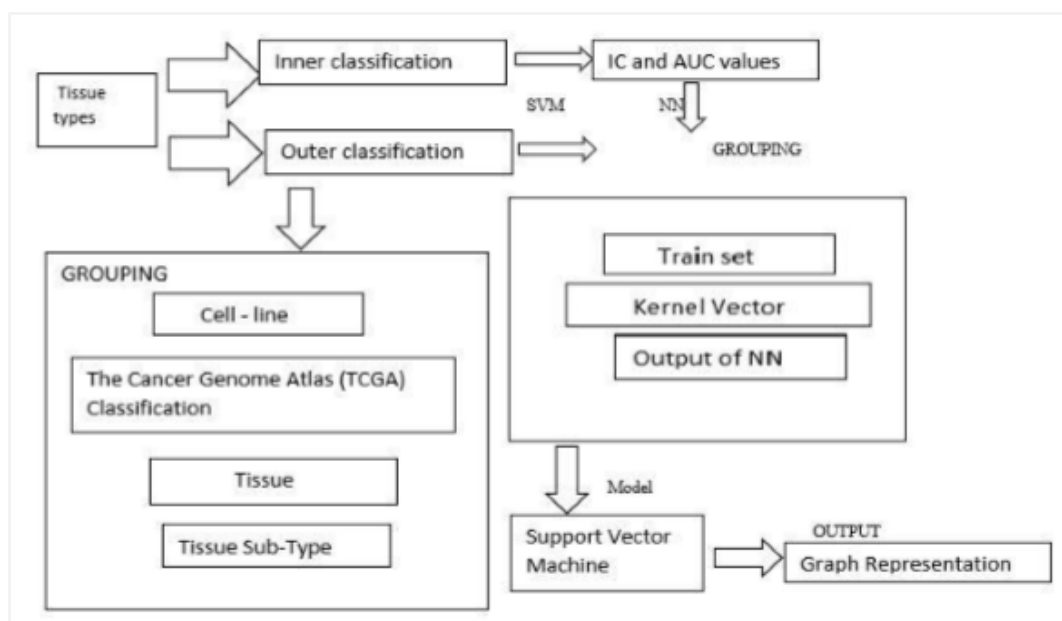 Tissue
types
Inner classification
IC and AUC values
SVM
NN
Outer classification
GROUPING
GROUPING
Cell - line
The Cancer Genome Atlas (TCGA)
Classification
Tissue
Tissue Sub-Type
Train set
Kernel Vector
Output of NN
Model
Support Vector
Machine
OUTPUT
Graph Representation